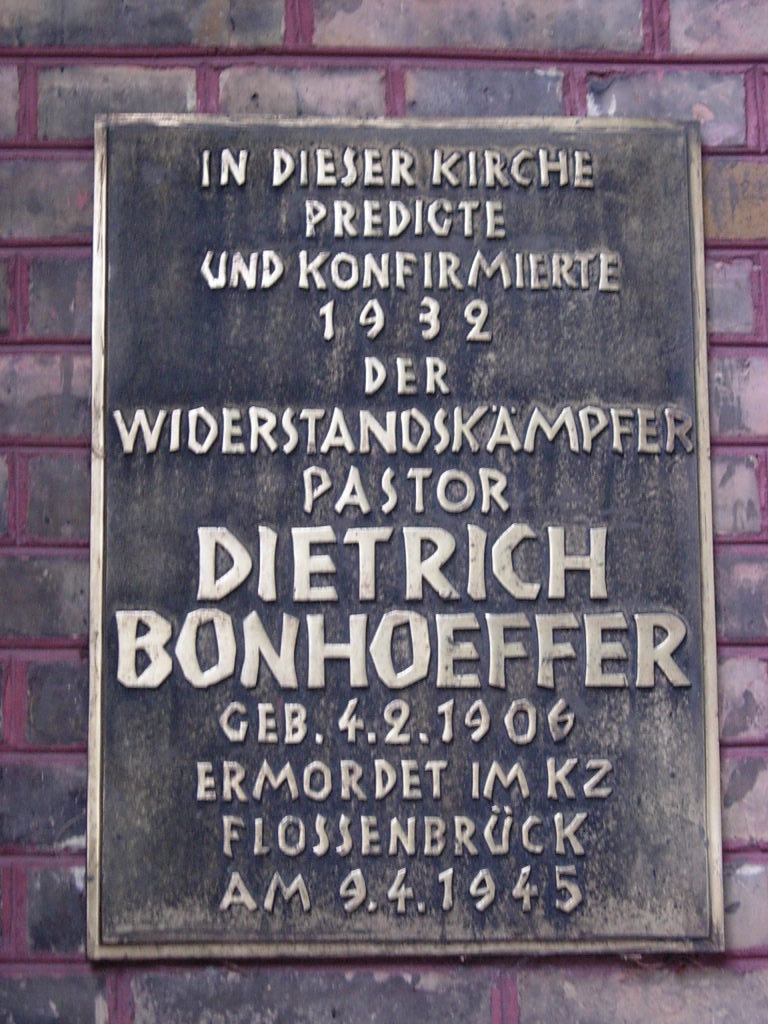 IN DIESER KIRCHE
PREDIGTE
UND KONFIRMIERTE
1932
DER
WIDERSTANDSKÄMPFER
PASTOR
DIETRICH
BONHOEFFER
GEB. 4.2.1906
ERMORDET IM KZ
FLOSSENBRÜCK
AM 9.4.1945